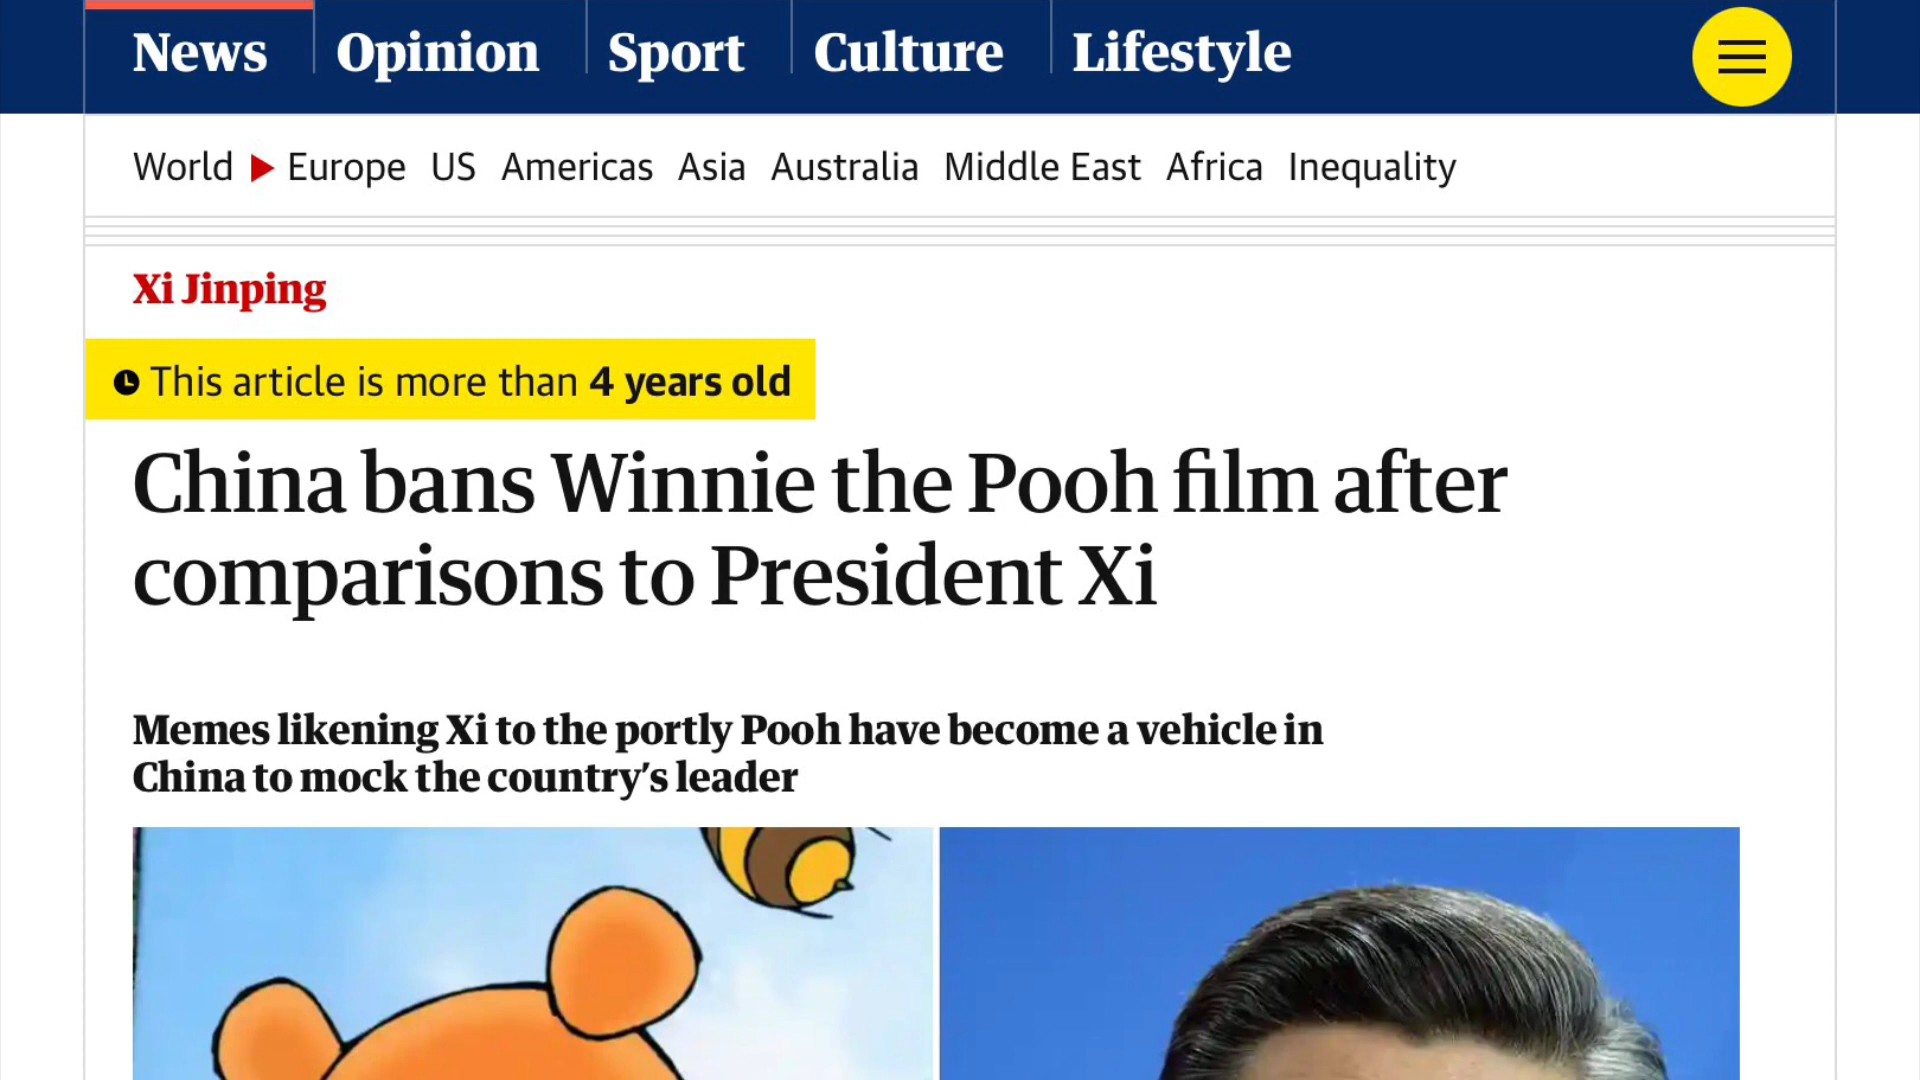 News Opinion Sport Culture Lifestyle
World Europe US Americas Asia Australia Middle East Africa Inequality
Xi Jinping
This article is more than 4 years old
China bans Winnie the Pooh film after
comparisons to President Xi
Memes likening Xi to the portly Pooh have become a vehicle in
China to mock the country’s leader